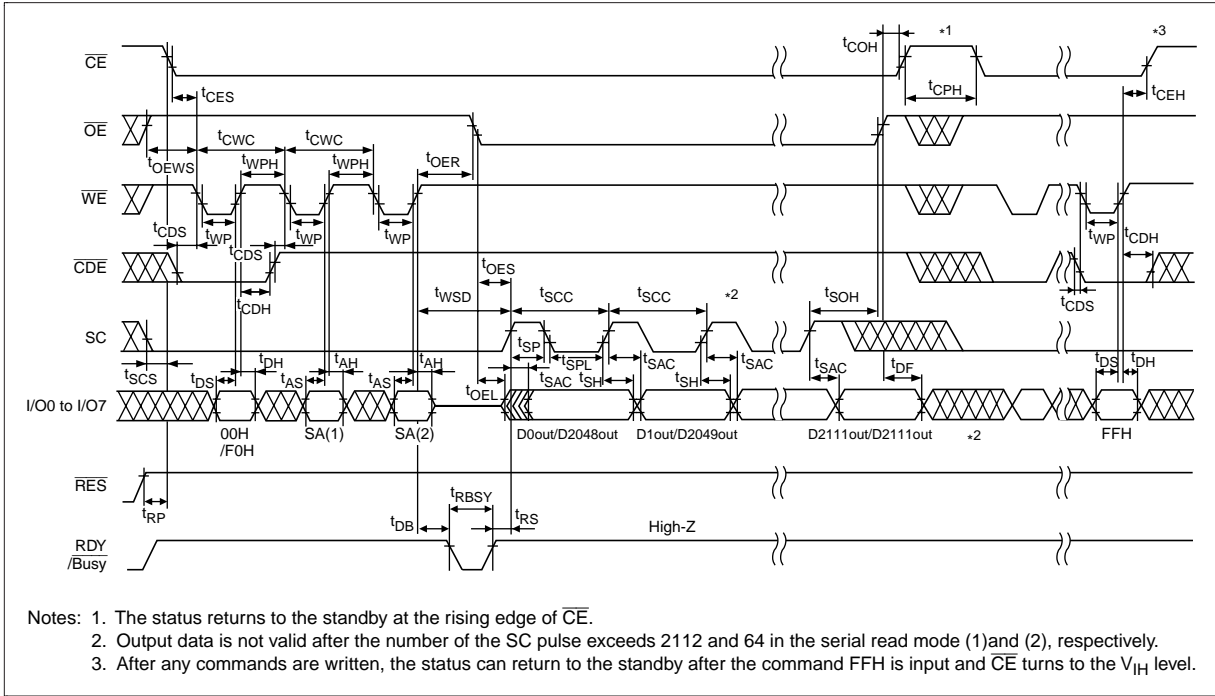 CE
tCOH
*1
*3
tCES
tCPH
tCEH
OE
tOEWS
tCWC
tCWC
tWPH
tWPH
tOER
WE
tCDS
tWP
tCDS
tWP
tWP
tWP
tCDH
CDE
tCDH
tOES
tWSD
tSCC
tSCC
*2
tSOH
tCDS
SC
tSP
tSPL
tSCS
tDS
tDH
tAS
tAH
tAS
tAH
tOEL
tSAC
tSH
tSAC
tSH
tSAC
tSAC
tDF
tDS
tDH
I/O0 to I/O7
00H
/F0H
SA(1)
SA(2)
D0out/D2048out
D1out/D2049out
D2111out/D2111out
*2
FFH
RES
tRP
tDB
tRBSY
tRS
High-Z
RDY
/Busy
Notes: 1. The status returns to the standby at the rising edge of CE.
2. Output data is not valid after the number of the SC pulse exceeds 2112 and 64 in the serial read mode (1)and (2), respectively.
3. After any commands are written, the status can return to the standby after the command FFH is input and CE turns to the VIH level.